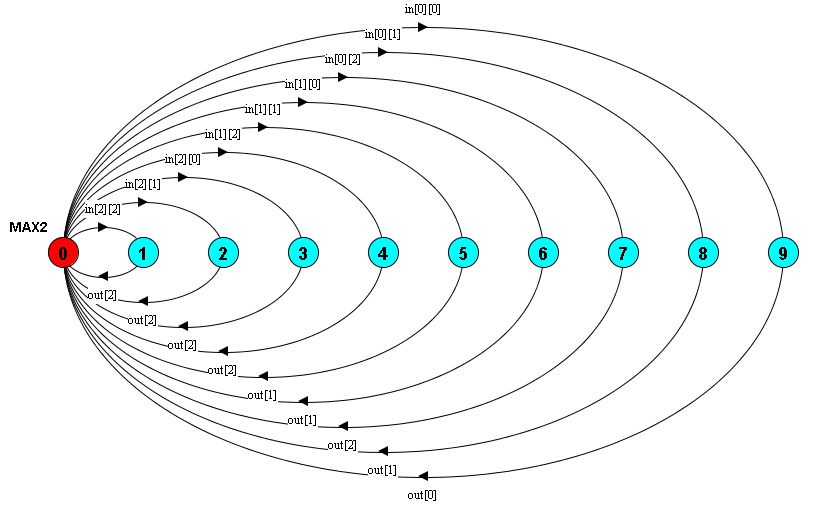 in[0][0]
in[0][1]
in[0][2]
in[1][0]
in[1][1]
in[1][2]
in[2][0]
in[2][1]
in[2][2]
MAX2
0 1 2 3 4 5 6 7 8 9
out[2]
out[2]
out[2]
out[2]
out[1]
out[1]
out[2]
out[1]
out[0]